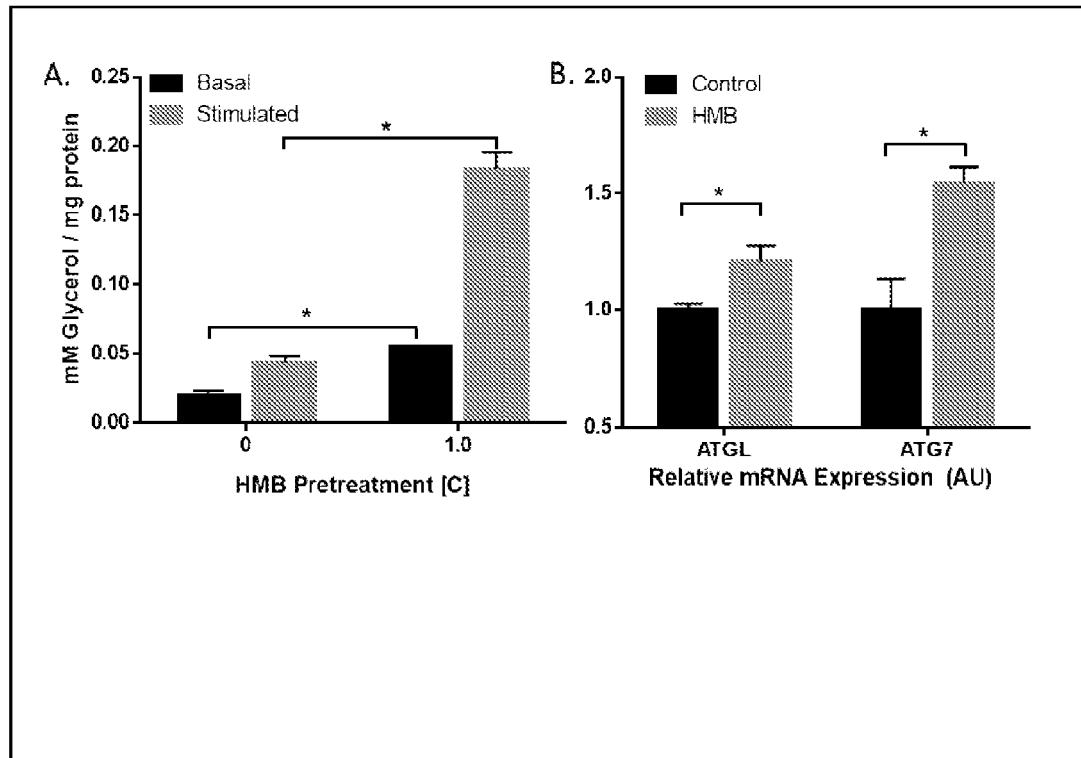 A.
mM Glycerol / mg protein
0.25
0.20
0.15
0.10
0.05
0.00
Basal
Stimulated
*
*
0
1.0
HMB Pretreatment [C]
B.
2.0
1.5
1.0
0.5
Control
HMB
*
*
ATGL
ATG7
Relative mRNA Expression (AU)